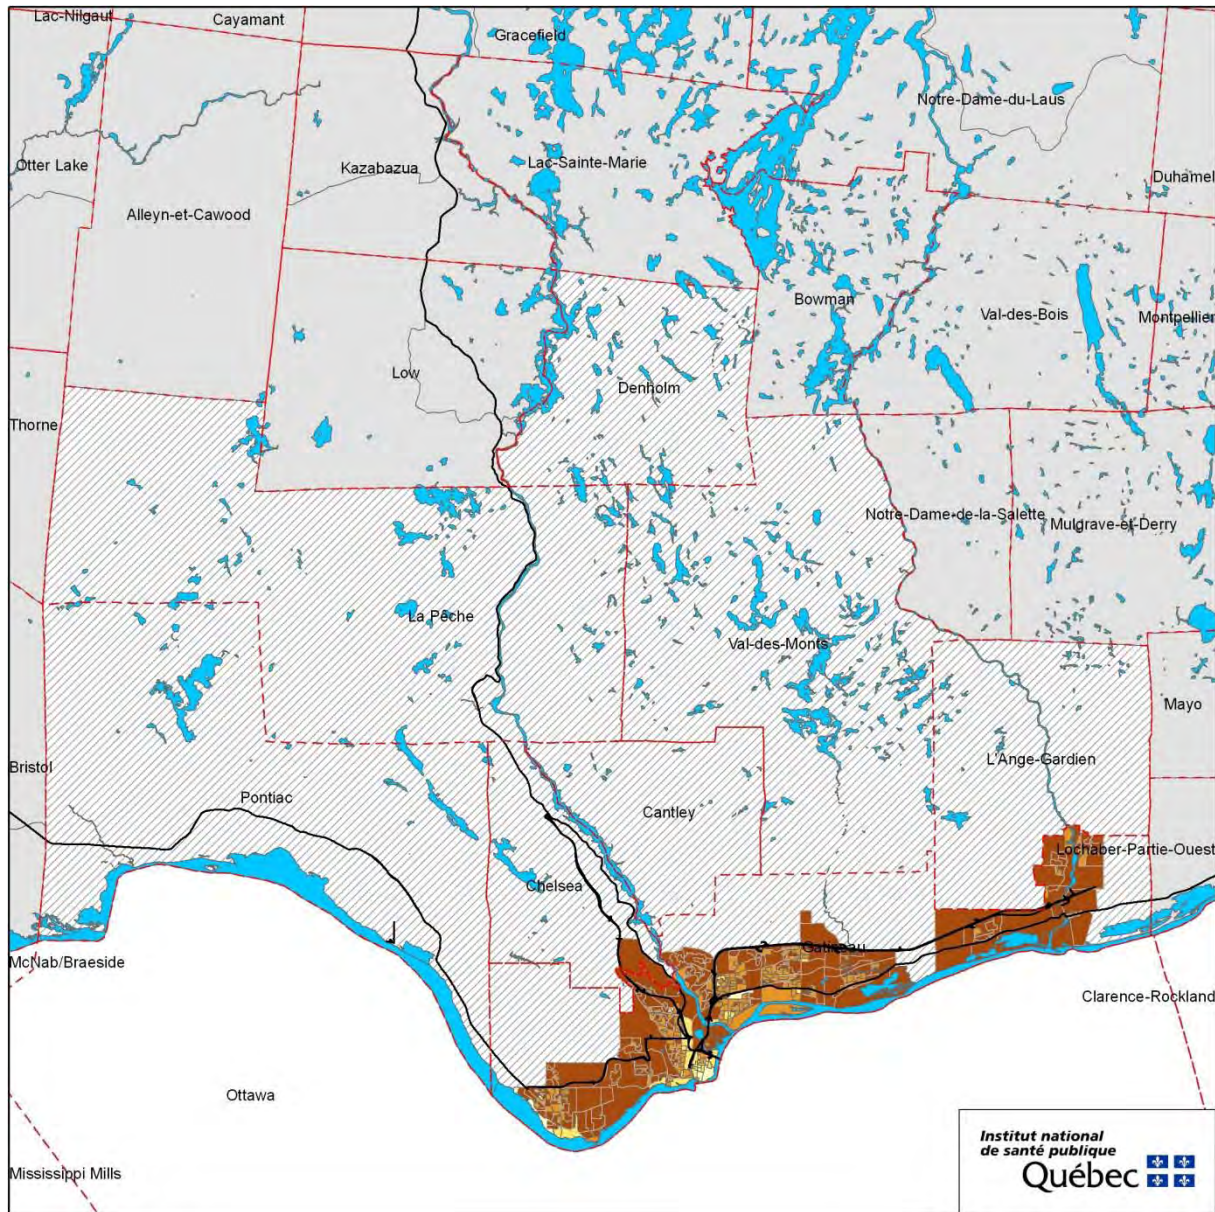 Lac-Nilgaut
Cayamant
Gracefield
Notre-Dame-du-Laus
Otter Lake
Kazabazua
Lac-Sainte-Marie
Duhamel
Alleyn-et-Cawood
Bowman
Val-des-Bois
Montpellier
Low
Denholm
Thorne
Notre-Dame-de-la-Salette
Mulgrave-et-Derry
La Pêche
Val-des-Monts
Mayo
Bristol
L'Ange-Gardien
Pontiac
Cantley
Lochaber-Partie-Ouest
Chelsea
Gatineau
McNab/Braeside
Clarence-Rockland
Ottawa
Mississippi Mills
Institut national
de santé publique
Québec